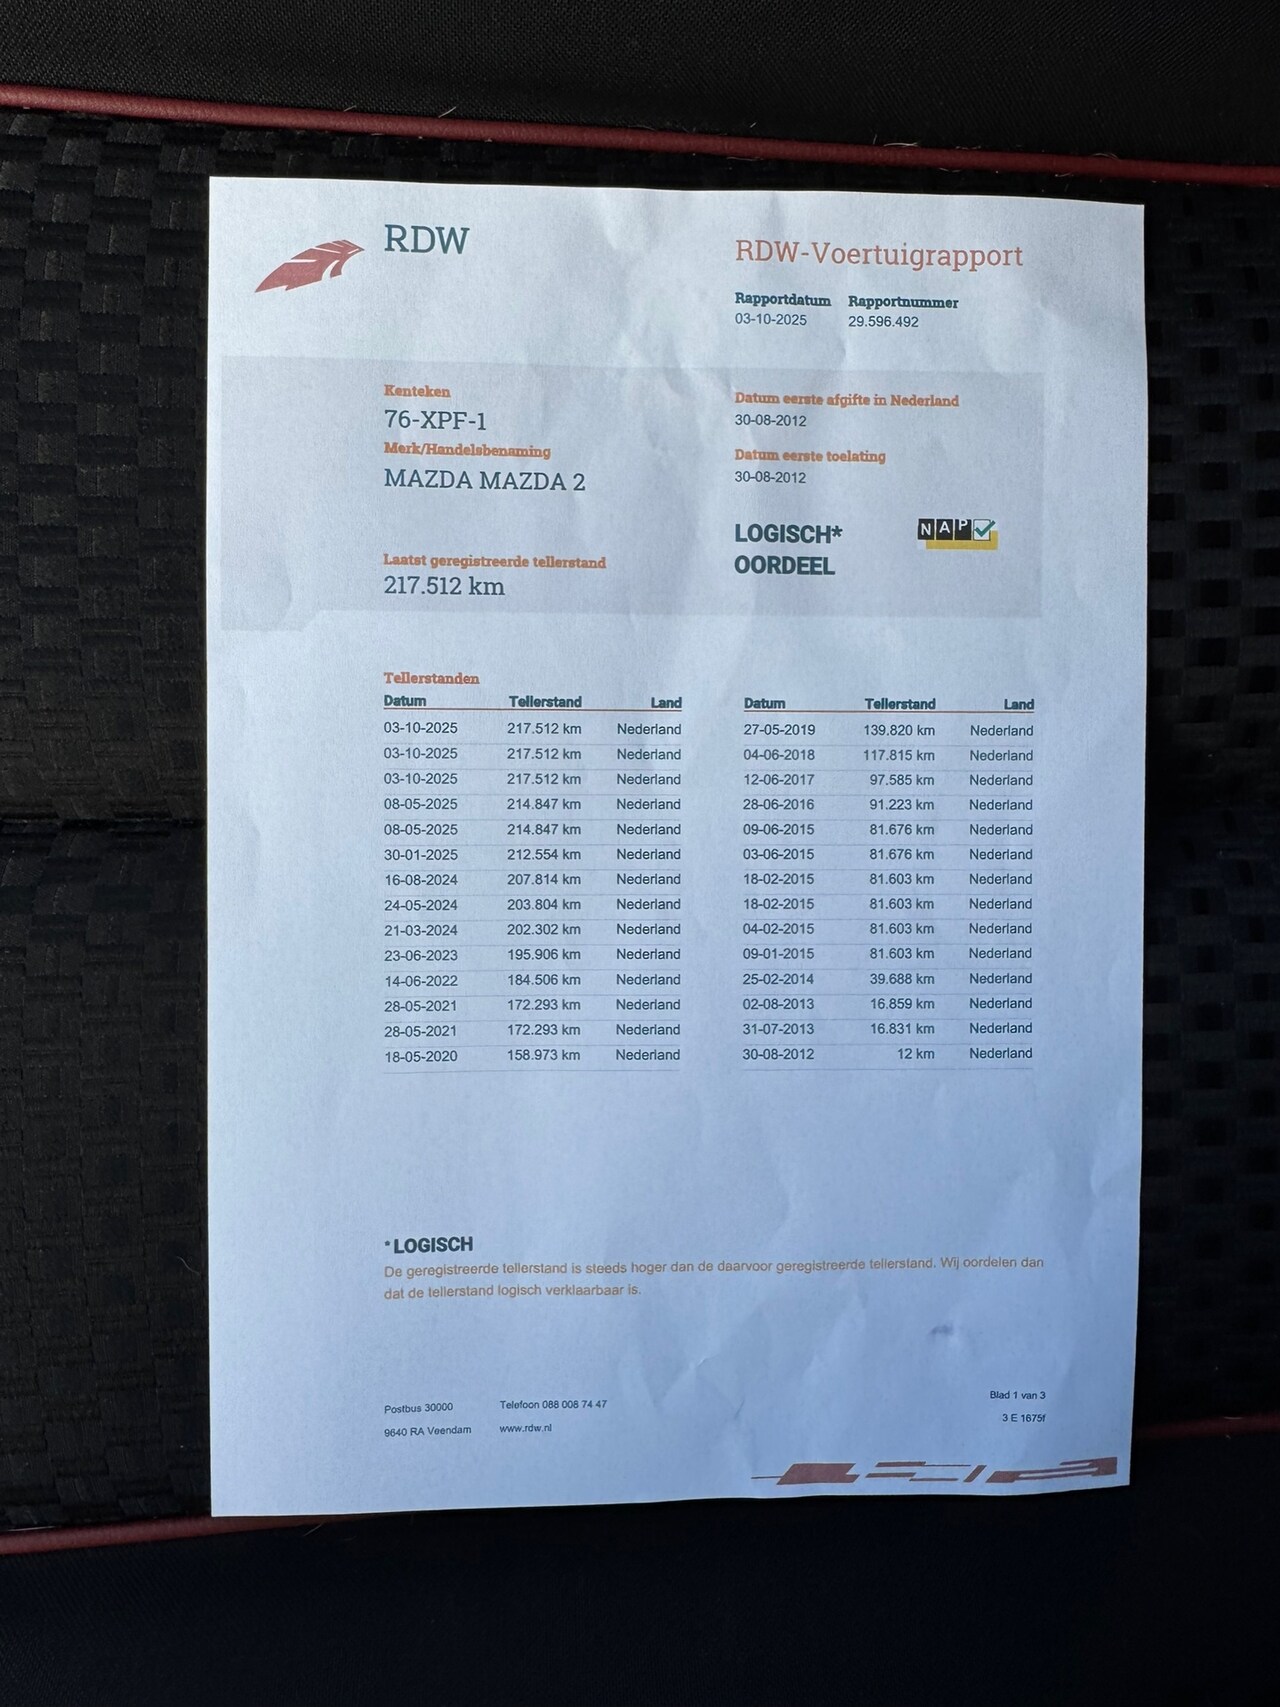 RDW
RDW-Voertuigrapport
Rapportdatum Rapportnummer
03-10-2025 29.596.492
Kenteken
76-XPF-1
Merk/Handelsbenaming
MAZDA MAZDA 2
Laatst geregistreerde tellerstand
217.512 km
Datum eerste afgifte in Nederland
30-08-2012
Datum eerste toelating
30-08-2012
LOGISCH*
OORDEEL
NAP
Tellerstanden
Datum Tellerstand Land
03-10-2025 217.512 km Nederland
03-10-2025 217.512 km Nederland
03-10-2025 217.512 km Nederland
08-05-2025 214.847 km Nederland
08-05-2025 214.847 km Nederland
30-01-2025 212.554 km Nederland
16-08-2024 207.814 km Nederland
24-05-2024 203.804 km Nederland
21-03-2024 202.302 km Nederland
23-06-2023 195.906 km Nederland
14-06-2022 184.506 km Nederland
28-05-2021 172.293 km Nederland
28-05-2021 172.293 km Nederland
18-05-2020 158.973 km Nederland
Datum Tellerstand Land
27-05-2019 139.820 km Nederland
04-06-2018 117.815 km Nederland
12-06-2017 97.585 km Nederland
28-06-2016 91.223 km Nederland
09-06-2015 81.676 km Nederland
03-06-2015 81.676 km Nederland
18-02-2015 81.603 km Nederland
18-02-2015 81.603 km Nederland
04-02-2015 81.603 km Nederland
09-01-2015 81.603 km Nederland
25-02-2014 39.688 km Nederland
02-08-2013 16.859 km Nederland
31-07-2013 16.831 km Nederland
30-08-2012 12 km Nederland
* LOGISCH
De geregistreerde tellerstand is steeds hoger dan de daarvoor geregistreerde tellerstand. Wij oordelen dan
dat de tellerstand logisch verklaarbaar is.
Postbus 30000 Telefoon 088 008 74 47
9640 RA Veendam www.rdw.nl
Blad 1 van 3
3 E 1675f